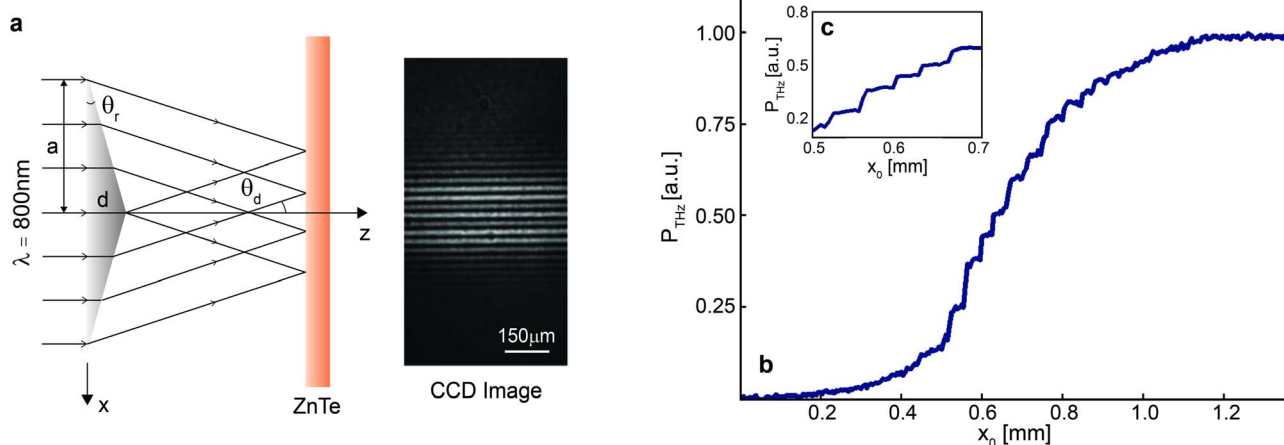 a
λ = 800nm
a
θr
d
θd
z
x
ZnTe
150μm
CCD Image
b
PTHz [a.u.]
1.00
0.75
0.50
0.25
0.2
0.4
0.6
0.8
1.0
1.2
x0 [mm]
c
PTHz [a.u.]
0.8
0.5
0.2
0.5
0.6
0.7
x0 [mm]